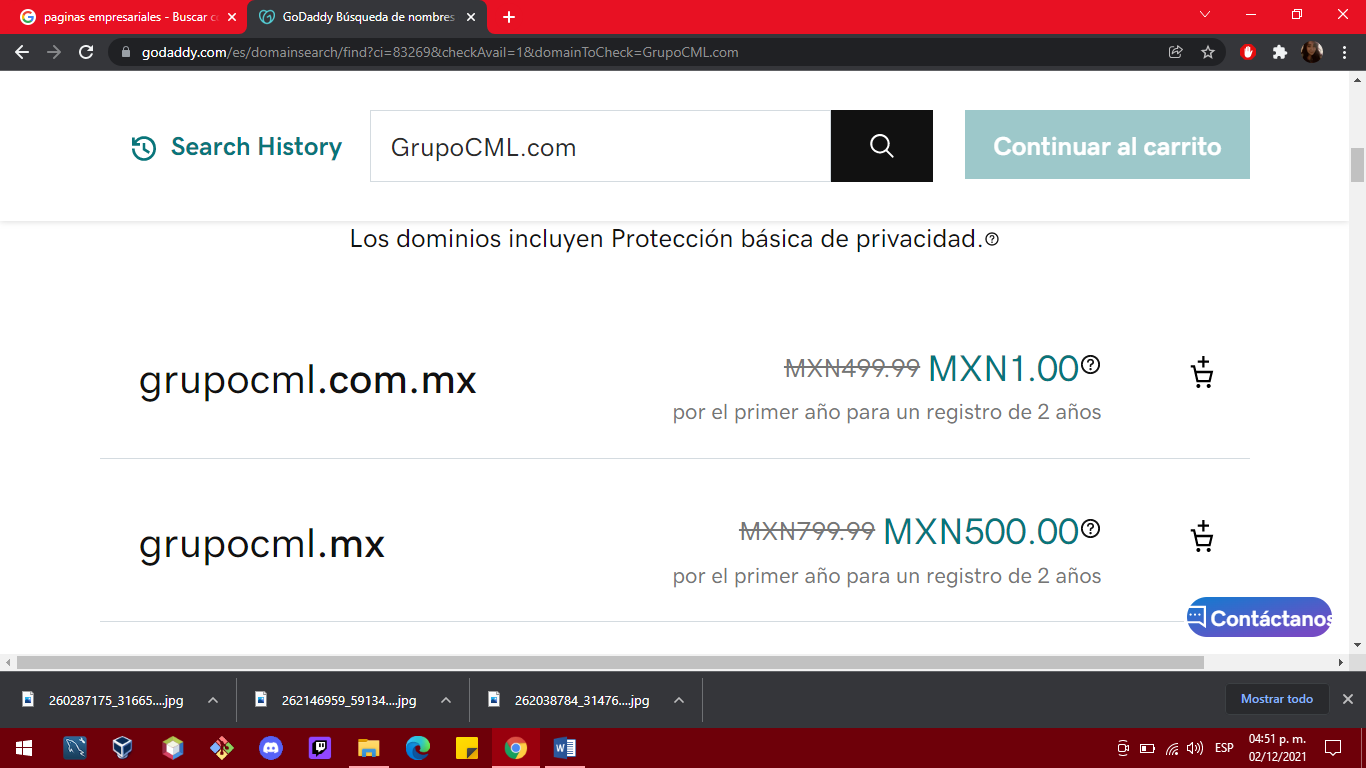 paginas empresariales - Buscar c
GoDaddy Búsqueda de nombres
godaddy.com/es/domainsearch/find?ci=83269&checkAvail=1&domainToCheck=GrupoCML.com
Search History
GrupoCML.com
Continuar al carrito
Los dominios incluyen Protección básica de privacidad.
grupocml.com.mx
MXN499.99 MXN1.00
por el primer año para un registro de 2 años
grupocml.mx
MXN799.99 MXN500.00
por el primer año para un registro de 2 años
Contáctanos
260287175_31665....jpg
262146959_59134....jpg
262038784_31476....jpg
Mostrar todo
ESP
04:51 p. m.
02/12/2021